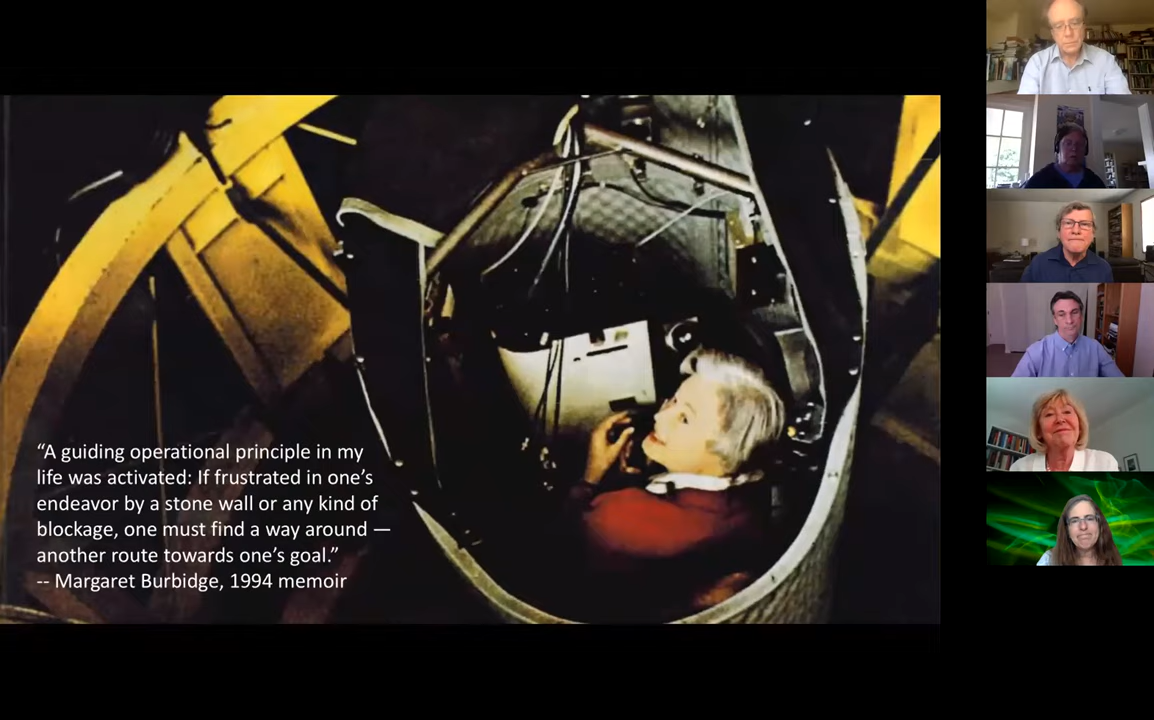 “A guiding operational principle in my
life was activated: If frustrated in one’s
endeavor by a stone wall or any kind of
blockage, one must find a way around —
another route towards one’s goal.”
-- Margaret Burbidge, 1994 memoir